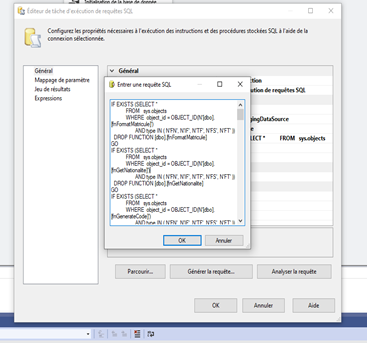 Initialisation de la base de donnée
Éditeur de tâche d'exécution de requêtes SQL
Configurez les propriétés nécessaires à l'exécution des instructions et des procédures stockées SQL à l'aide de la
connexion sélectionnée.
Général
Mappage de paramètre
Jeu de résultats
Expressions
Général
ction
ution de requêtes SQL
gingDataSource
e
SELECT * FROM sys.objects
Entrer une requête SQL
IF EXISTS (SELECT *
FROM sys.objects
WHERE object_id = OBJECT_ID(N'[dbo].
[fnFormatMatricule]')
AND type IN ( N'FN', N'IF', N'TF', N'FS', N'FT' ))
DROP FUNCTION [dbo].[fnFormatMatricule]
GO
IF EXISTS (SELECT *
FROM sys.objects
WHERE object_id = OBJECT_ID(N'[dbo].
[fnGetNationalite]')
AND type IN ( N'FN', N'IF', N'TF', N'FS', N'FT' ))
DROP FUNCTION [dbo].[fnGetNationalite]
GO
IF EXISTS (SELECT *
FROM sys.objects
WHERE object_id = OBJECT_ID(N'[dbo].
[fnGenerateCode]')
AND type IN ( N'FN', N'IF', N'TF', N'FS', N'FT' ))
OK Annuler
Parcourir... Générer la requête... Analyser la requête
OK Annuler Aide